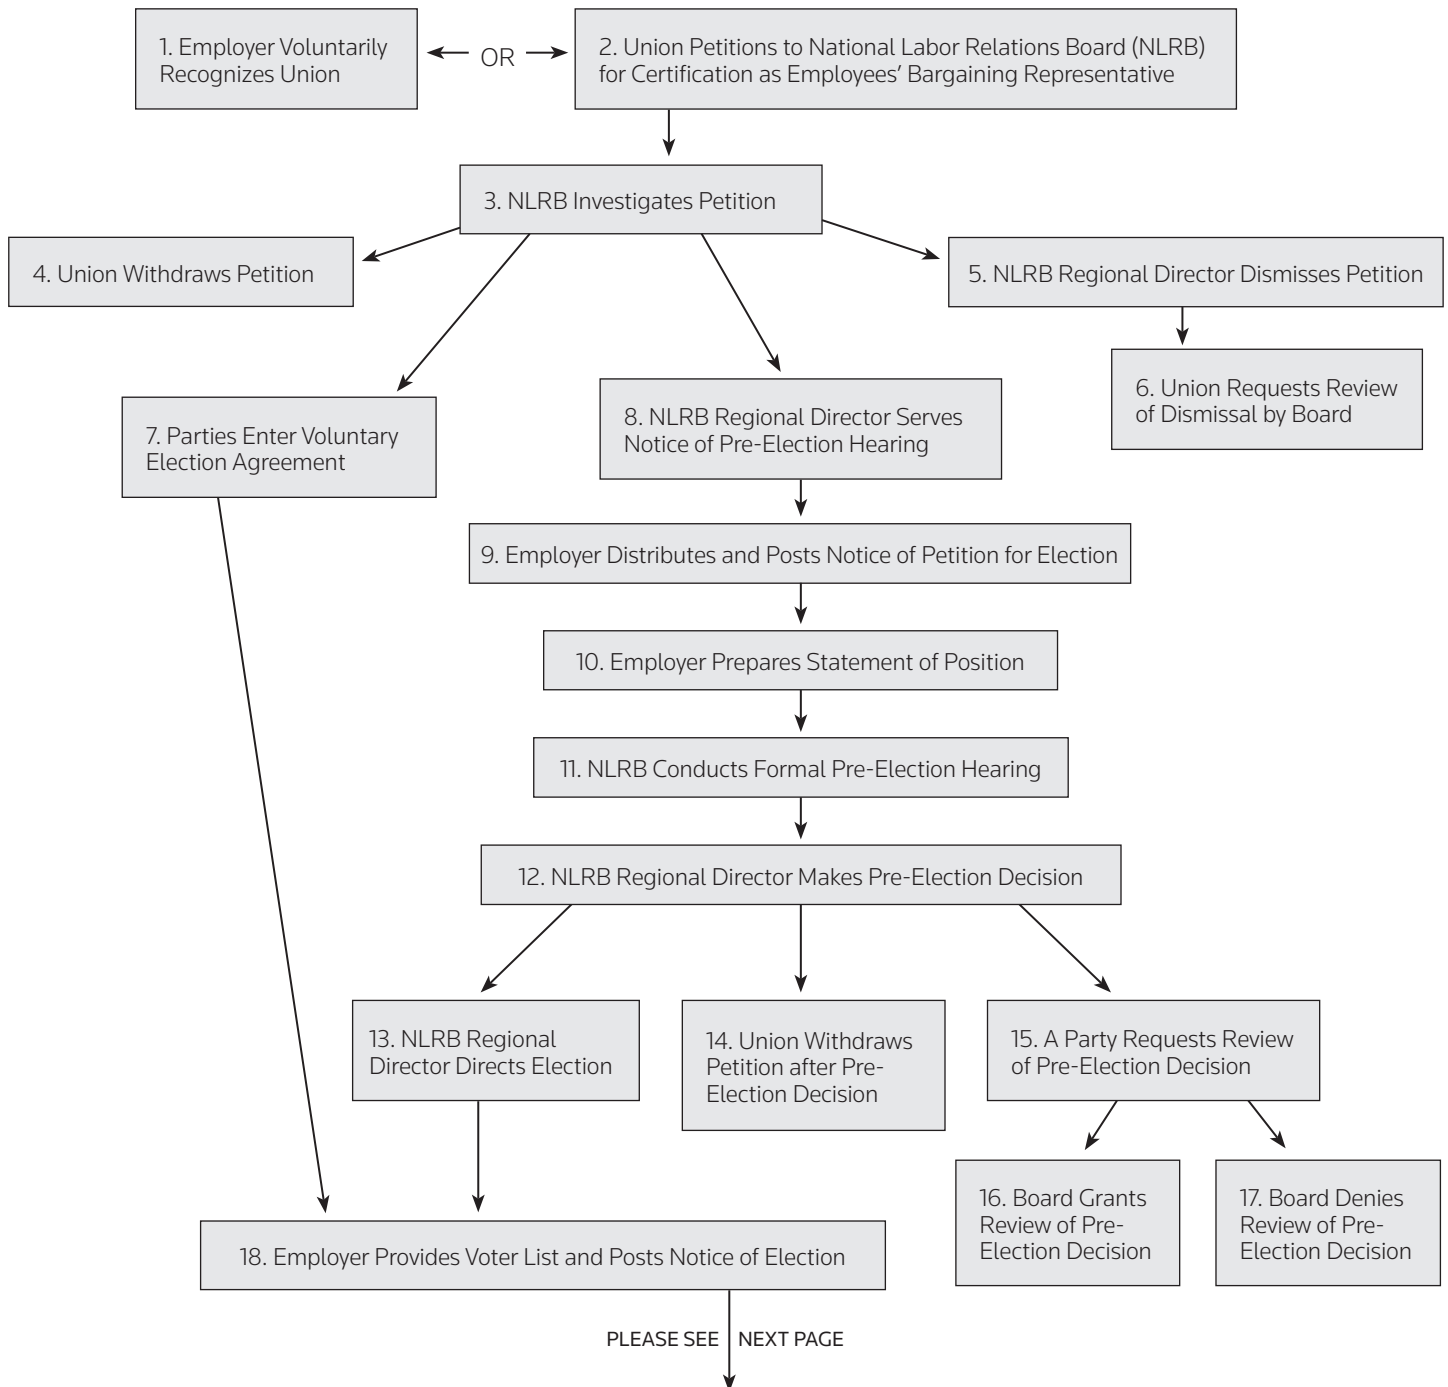 1. Employer Voluntarily
Recognizes Union
OR
2. Union Petitions to National Labor Relations Board (NLRB)
for Certification as Employees’ Bargaining Representative
3. NLRB Investigates Petition
4. Union Withdraws Petition
5. NLRB Regional Director Dismisses Petition
6. Union Requests Review
of Dismissal by Board
7. Parties Enter Voluntary
Election Agreement
8. NLRB Regional Director Serves
Notice of Pre-Election Hearing
9. Employer Distributes and Posts Notice of Petition for Election
10. Employer Prepares Statement of Position
11. NLRB Conducts Formal Pre-Election Hearing
12. NLRB Regional Director Makes Pre-Election Decision
13. NLRB Regional
Director Directs Election
14. Union Withdraws
Petition after Pre-
Election Decision
15. A Party Requests Review
of Pre-Election Decision
16. Board Grants
Review of Pre-
Election Decision
17. Board Denies
Review of Pre-
Election Decision
18. Employer Provides Voter List and Posts Notice of Election
PLEASE SEE NEXT PAGE